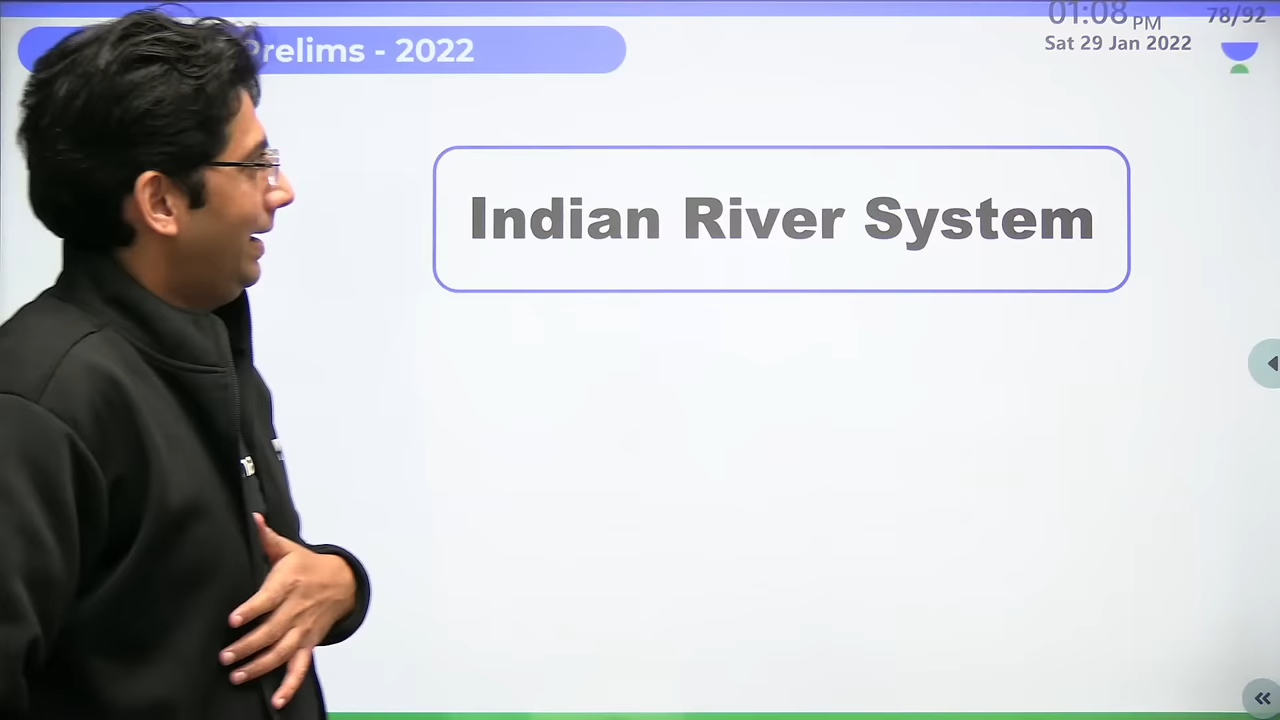 01:08 PM
78/92
Prelims - 2022
Sat 29 Jan 2022
Indian River System